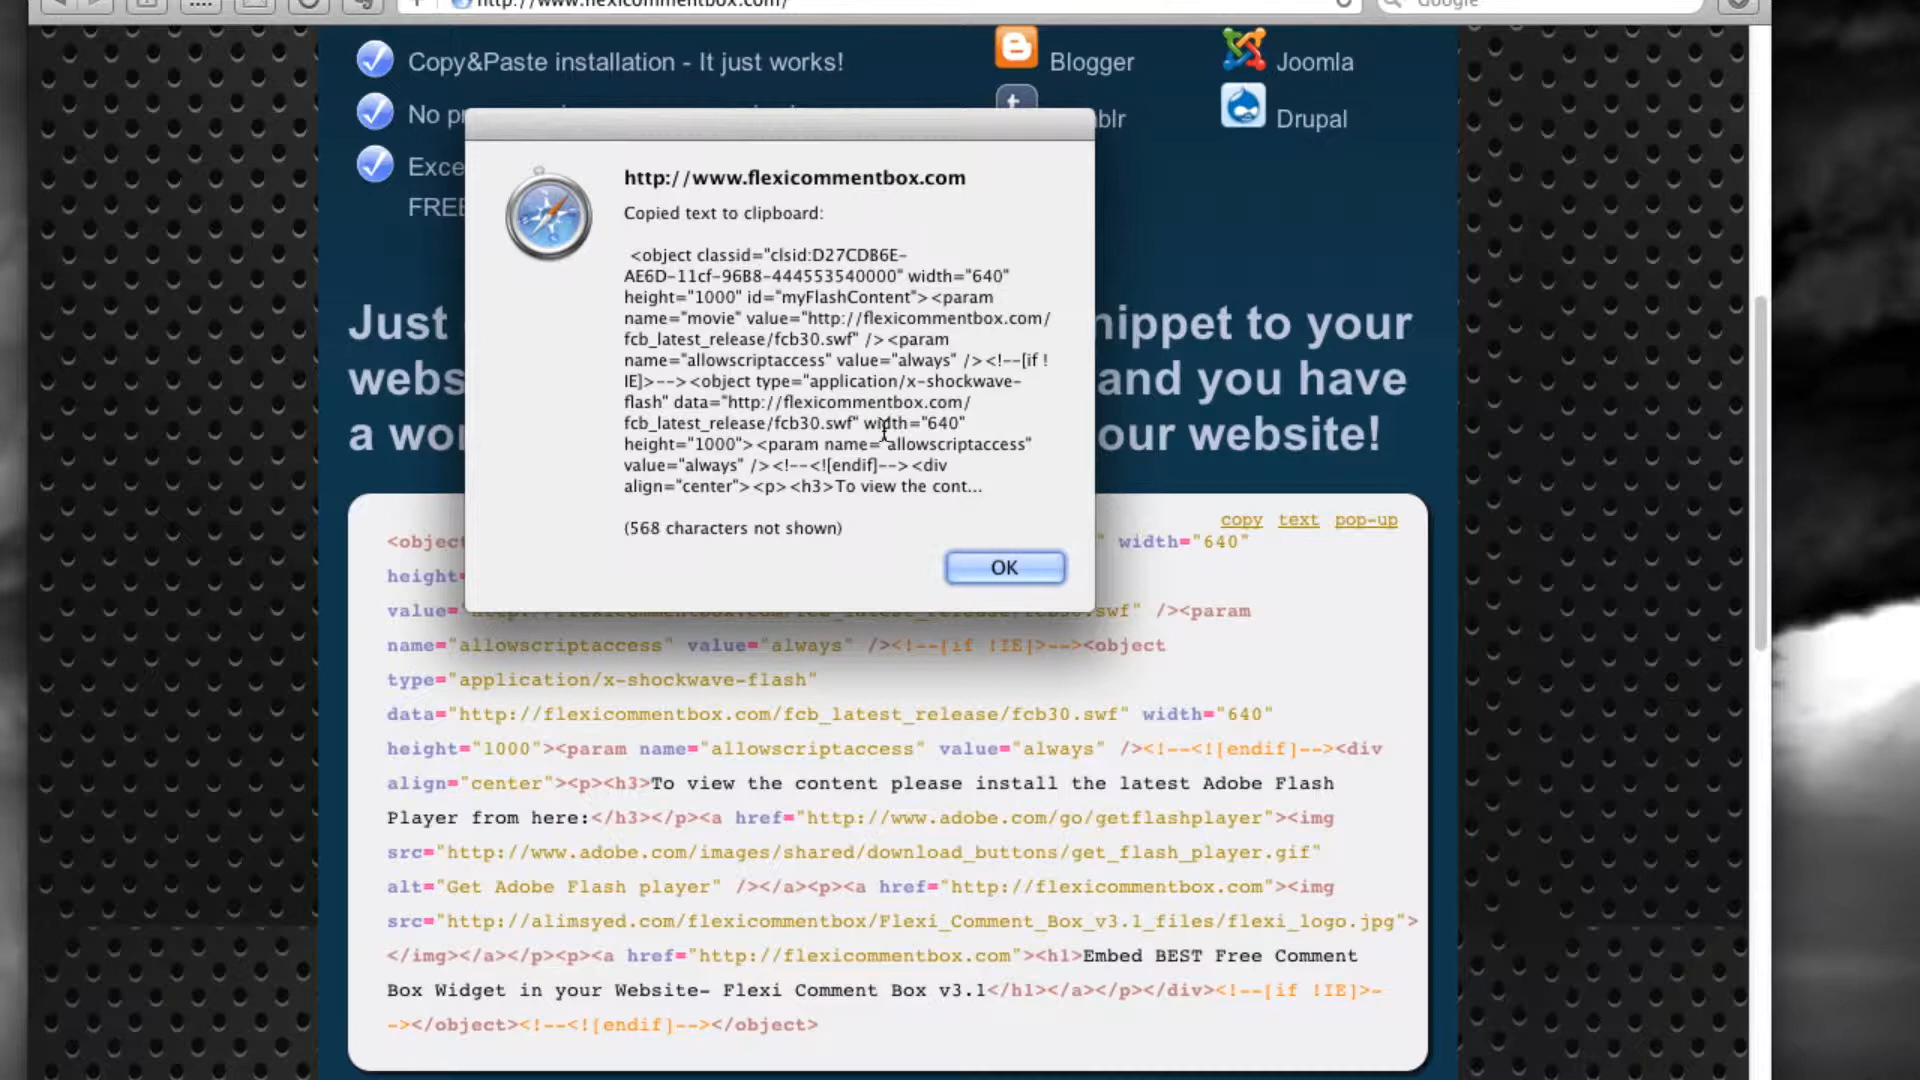 http://www.flexicommentbox.com/
Google
Copy&Paste installation - It just works!
Blogger
Joomla
No
Drupal
FREE
http://www.flexicommentbox.com
Copied text to clipboard:
<object classid="clsid:D27CDB6E-
AE6D-11cf-96B8-444553540000" width="640"
height="1000" id="myFlashContent"><param
name="movie" value="http://flexicommentbox.com/
fcb_latest_release/fcb30.swf" /><param
name="allowscriptaccess" value="always" /><!--[if !
IE]>--><object type="application/x-shockwave-
flash" data="http://flexicommentbox.com/
fcb_latest_release/fcb30.swf" width="640"
height="1000"><param name="allowscriptaccess"
value="always" /><!--<![endif]--><div
align="center"><p><h3>To view the cont...
(568 characters not shown)
OK
Just
nippet to your
webs
and you have
a wo
our website!
copy text pop-up
<object
" width="640"
height=
value="http://flexicommentbox.com/fcb_latest_release/fcb30.swf" /><param
name="allowscriptaccess" value="always" /><!--[if !IE]>--><object
type="application/x-shockwave-flash"
data="http://flexicommentbox.com/fcb_latest_release/fcb30.swf" width="640"
height="1000"><param name="allowscriptaccess" value="always" /><!--<![endif]--><div
align="center"><p><h3>To view the content please install the latest Adobe Flash
Player from here:</h3></p><a href="http://www.adobe.com/go/getflashplayer"><img
src="http://www.adobe.com/images/shared/download_buttons/get_flash_player.gif"
alt="Get Adobe Flash player" /></a><p><a href="http://flexicommentbox.com"><img
src="http://alimsyed.com/flexicommentbox/Flexi_Comment_Box_v3.1_files/flexi_logo.jpg">
</img></a></p><p><a href="http://flexicommentbox.com"><h1>Embed BEST Free Comment
Box Widget in your Website- Flexi Comment Box v3.1</h1></a></p></div><!--[if !IE]>-
-></object><!--<![endif]--></object>